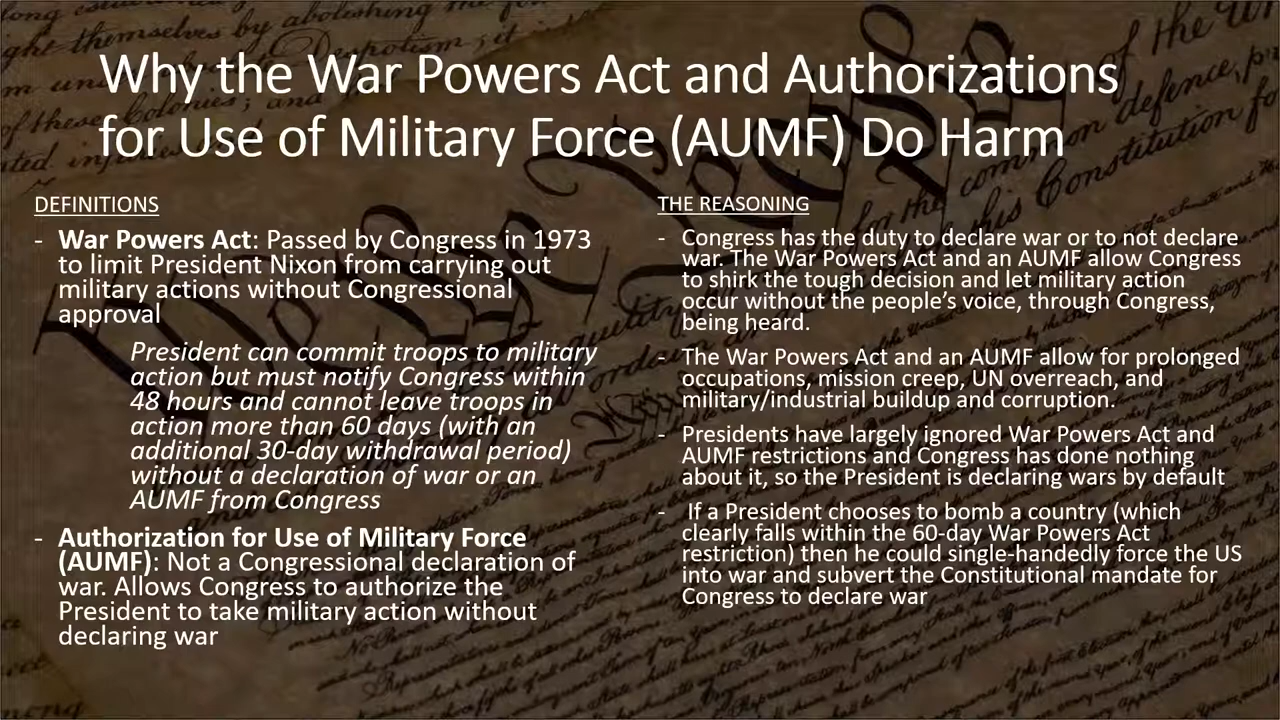 Why the War Powers Act and Authorizations
for Use of Military Force (AUMF) Do Harm
DEFINITIONS
- War Powers Act: Passed by Congress in 1973
to limit President Nixon from carrying out
military actions without Congressional
approval
President can commit troops to military
action but must notify Congress within
48 hours and cannot leave troops in
action more than 60 days (with an
additional 30-day withdrawal period)
without a declaration of war or an
AUMF from Congress
- Authorization for Use of Military Force
(AUMF): Not a Congressional declaration of
war. Allows Congress to authorize the
President to take military action without
declaring war
THE REASONING
- Congress has the duty to declare war or to not declare
war. The War Powers Act and an AUMF allow Congress
to shirk the tough decision and let military action
occur without the people's voice, through Congress,
being heard.
- The War Powers Act and an AUMF allow for prolonged
occupations, mission creep, UN overreach, and
military/industrial buildup and corruption.
- Presidents have largely ignored War Powers Act and
AUMF restrictions and Congress has done nothing
about it, so the President is declaring wars by default
- If a President chooses to bomb a country (which
clearly falls within the 60-day War Powers Act
restriction) then he could single-handedly force the US
into war and subvert the Constitutional mandate for
Congress to declare war